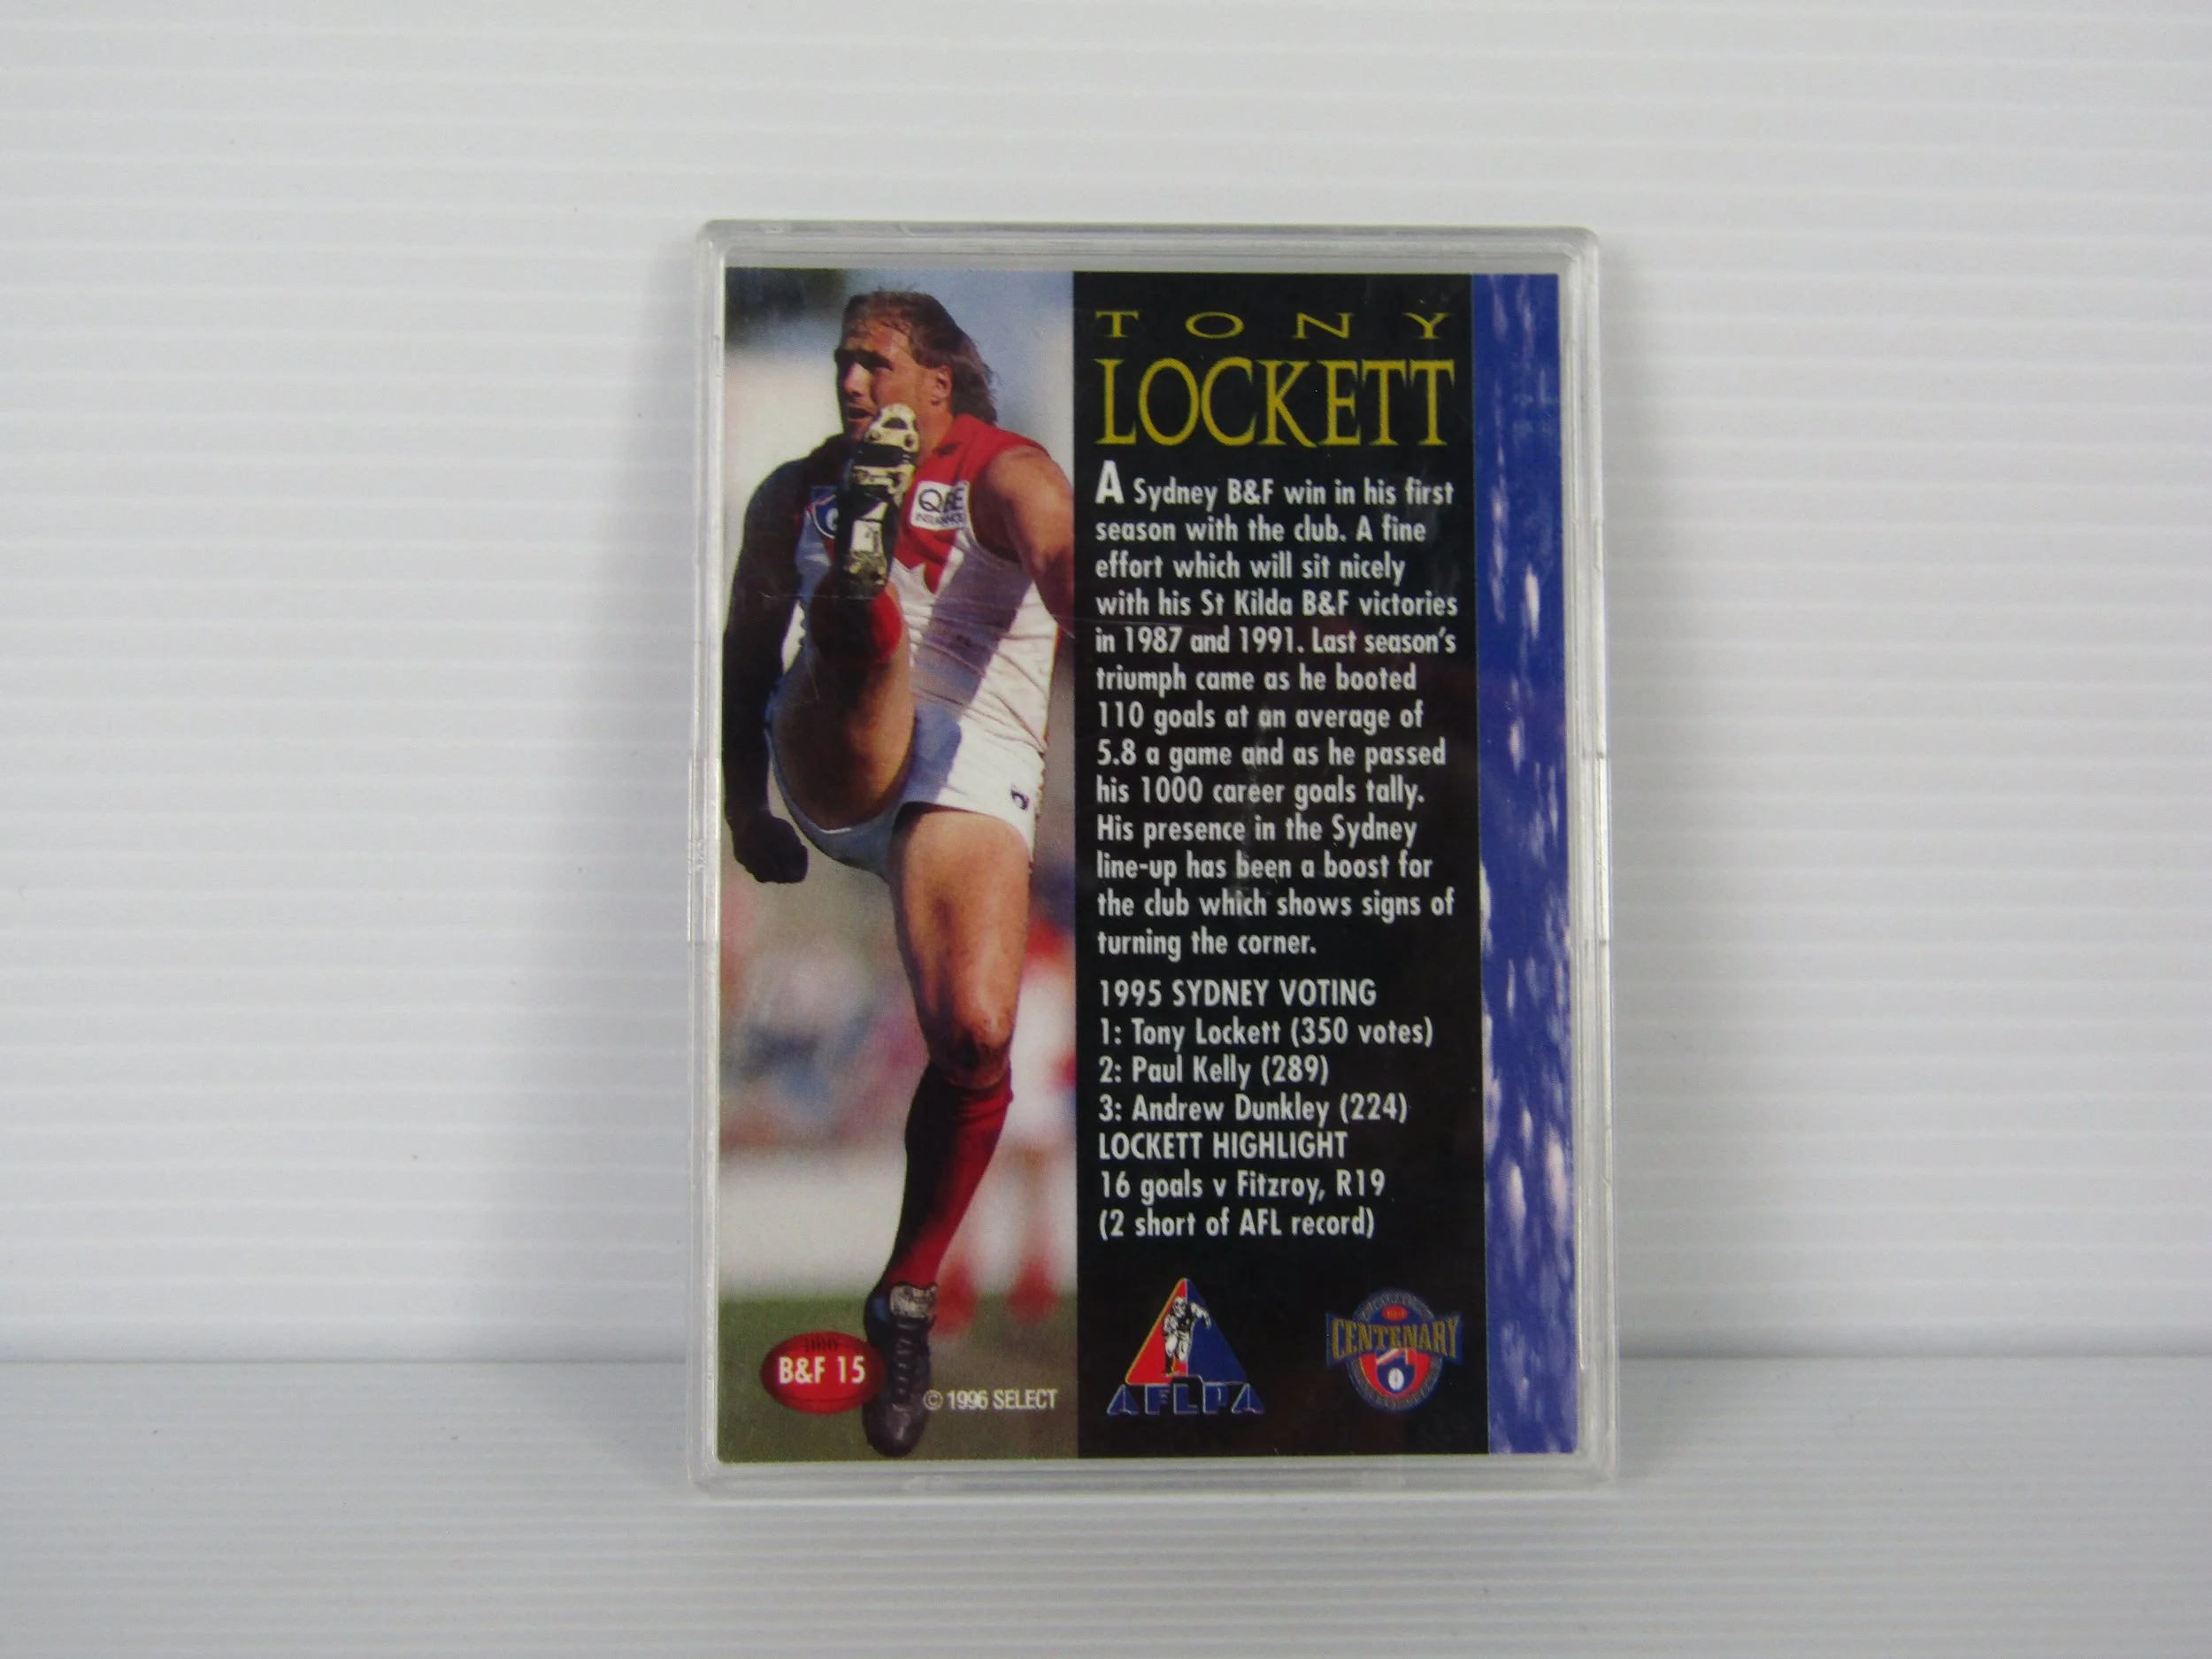 TONY
LOCKETT
A Sydney B&F win in his first
season with the club. A fine
effort which will sit nicely
with his St Kilda B&F victories
in 1987 and 1991. Last season's
triumph came as he booted
110 goals at an average of
5.8 a game and as he passed
his 1000 career goals tally.
His presence in the Sydney
line-up has been a boost for
the club which shows signs of
turning the corner.
1995 SYDNEY VOTING
1: Tony Lockett (350 votes)
2: Paul Kelly (289)
3: Andrew Dunkley (224)
LOCKETT HIGHLIGHT
16 goals v Fitzroy, R19
(2 short of AFL record)
QBE
INSURANCE
B&F 15
© 1996 SELECT
AFLPA
CENTENARY